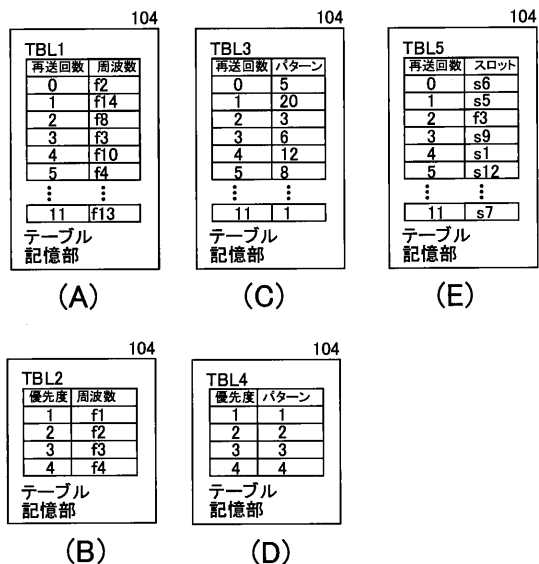 104
TBL1
再送回数 周波数
0 f2
1 f14
2 f8
3 f3
4 f10
5 f4
⋮ ⋮
11 f13
テーブル
記憶部
(A)
104
TBL3
再送回数 パターン
0 5
1 20
2 3
3 6
4 12
5 8
⋮ ⋮
11 1
テーブル
記憶部
(C)
104
TBL5
再送回数 スロット
0 s6
1 s5
2 f3
3 s9
4 s1
5 s12
⋮ ⋮
11 s7
テーブル
記憶部
(E)
104
TBL2
優先度 周波数
1 f1
2 f2
3 f3
4 f4
テーブル
記憶部
(B)
104
TBL4
優先度 パターン
1 1
2 2
3 3
4 4
テーブル
記憶部
(D)